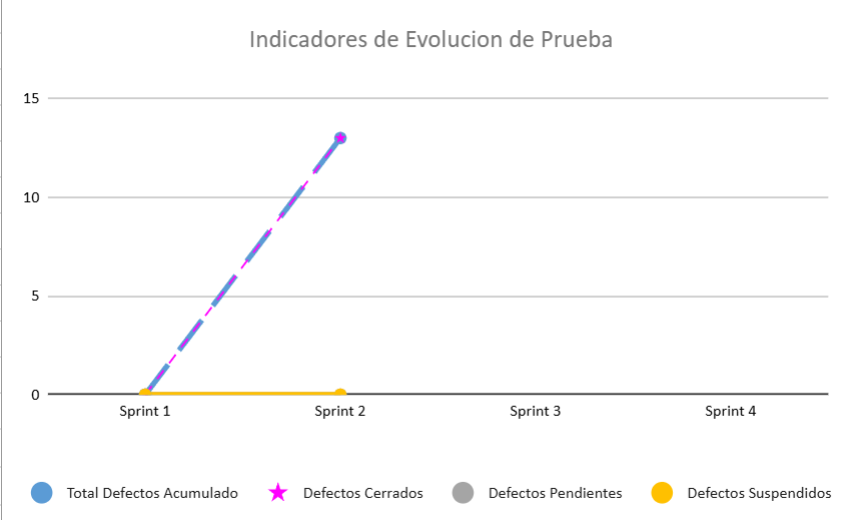 Indicadores de Evolucion de Prueba
15
10
5
0
Sprint 1 Sprint 2 Sprint 3 Sprint 4
Total Defectos Acumulado Defectos Cerrados Defectos Pendientes Defectos Suspendidos